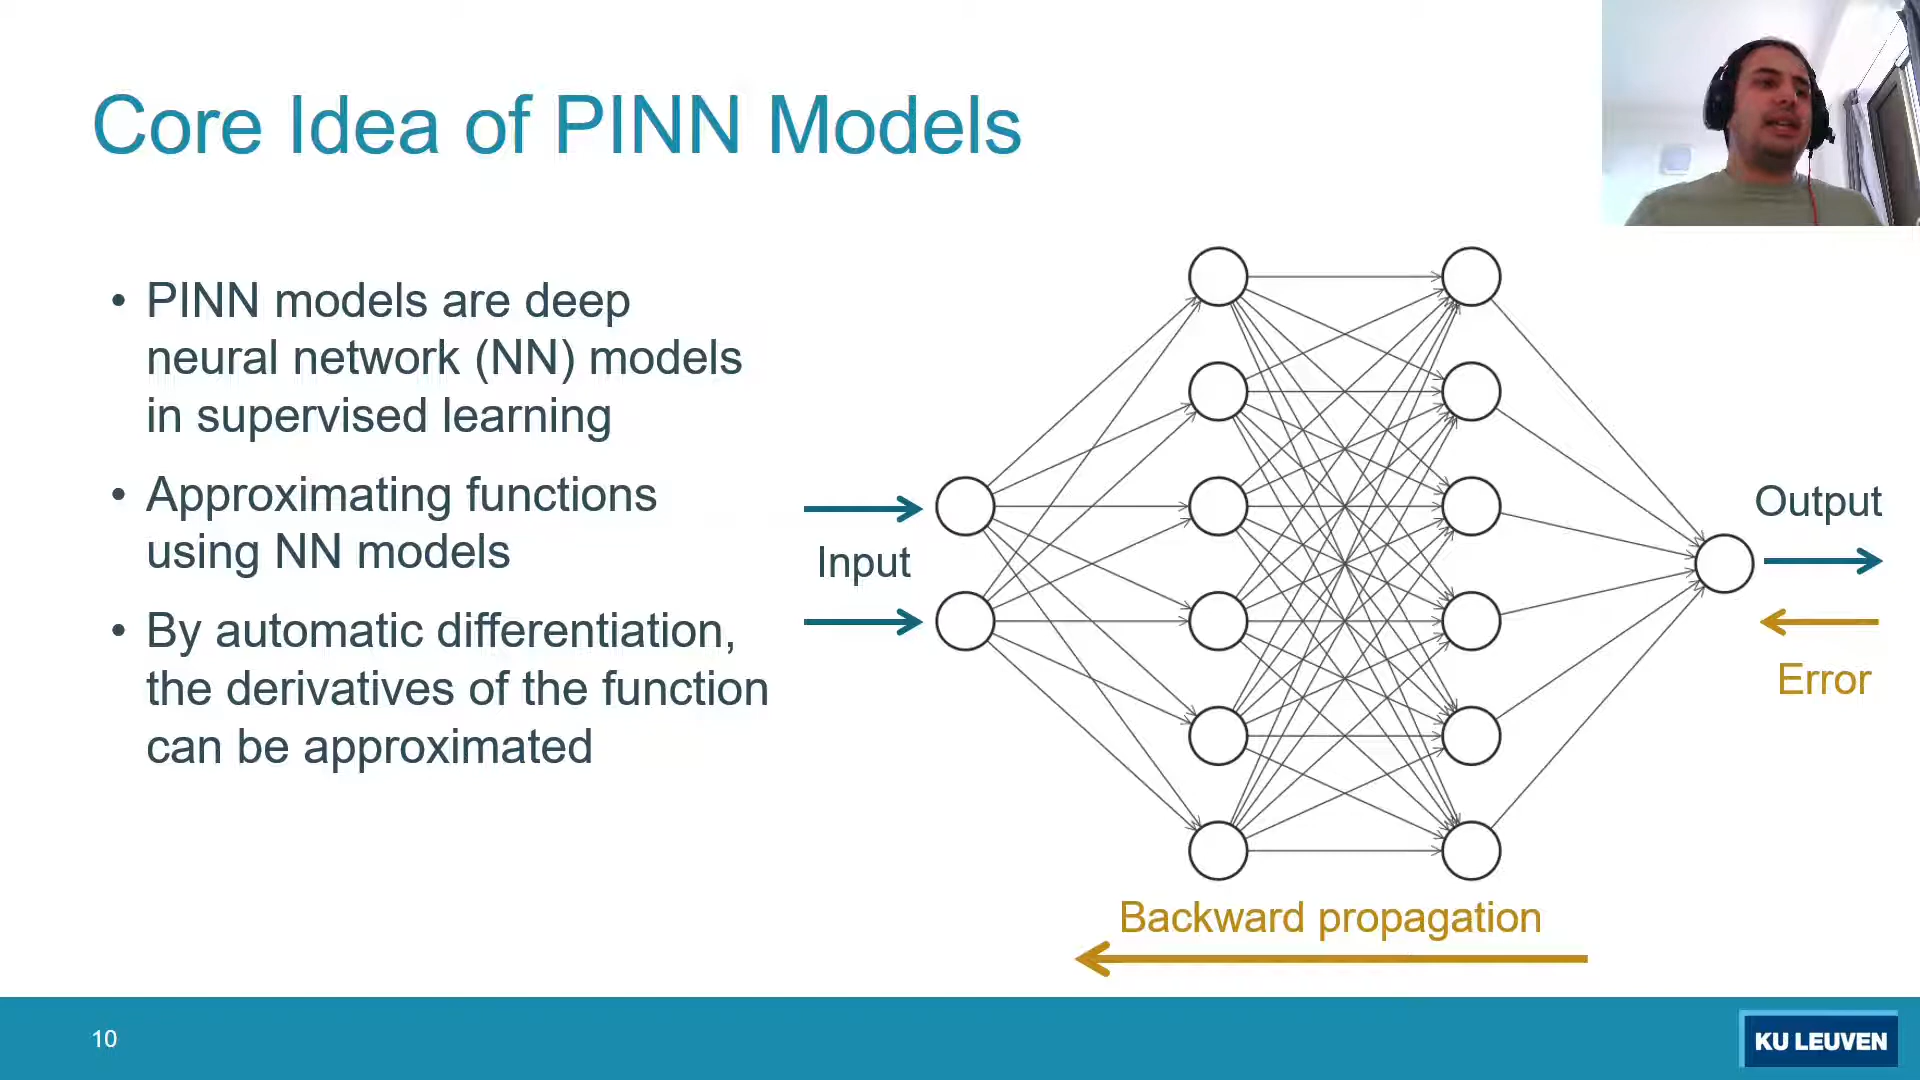 Core Idea of PINN Models
• PINN models are deep
neural network (NN) models
in supervised learning
• Approximating functions
using NN models
• By automatic differentiation,
the derivatives of the function
can be approximated
Input
Output
Error
Backward propagation
10
KU LEUVEN